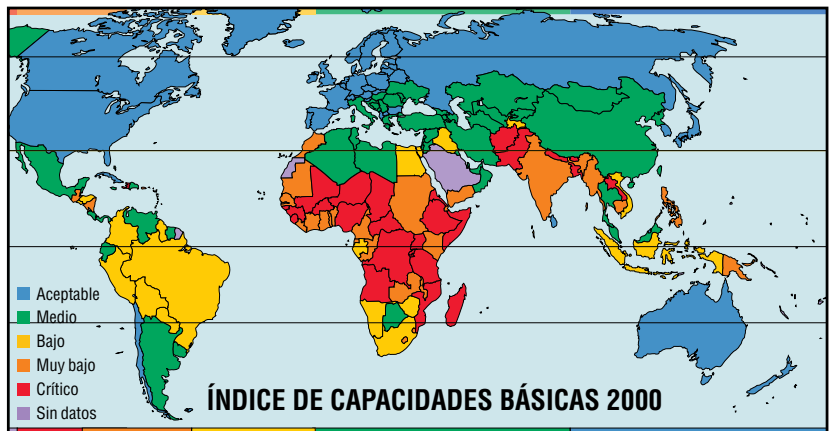 Aceptable
Medio
Bajo
Muy bajo
Crítico
Sin datos
ÍNDICE DE CAPACIDADES BÁSICAS 2000